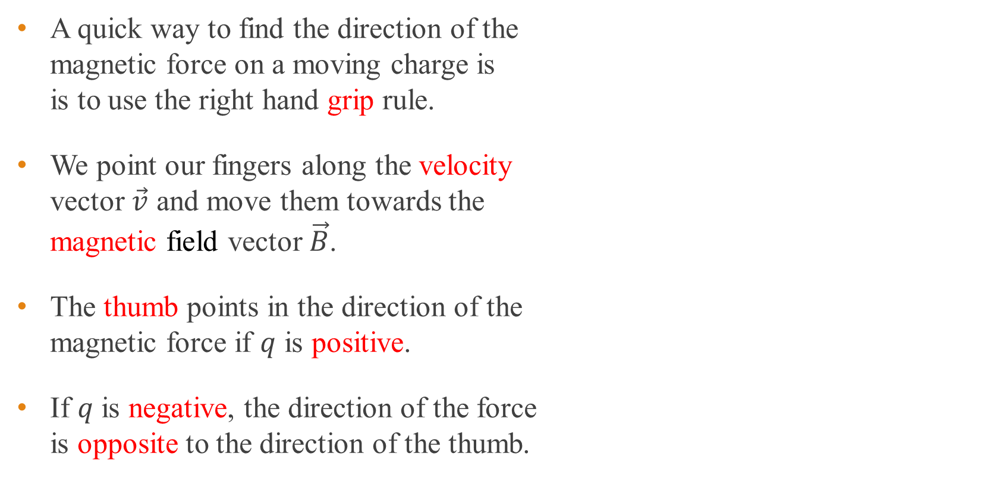 • A quick way to find the direction of the
magnetic force on a moving charge is
is to use the right hand grip rule.
• We point our fingers along the velocity
vector \(\vec{v}\) and move them towards the
magnetic field vector \(\vec{B}\).
• The thumb points in the direction of the
magnetic force if q is positive.
• If q is negative, the direction of the force
is opposite to the direction of the thumb.